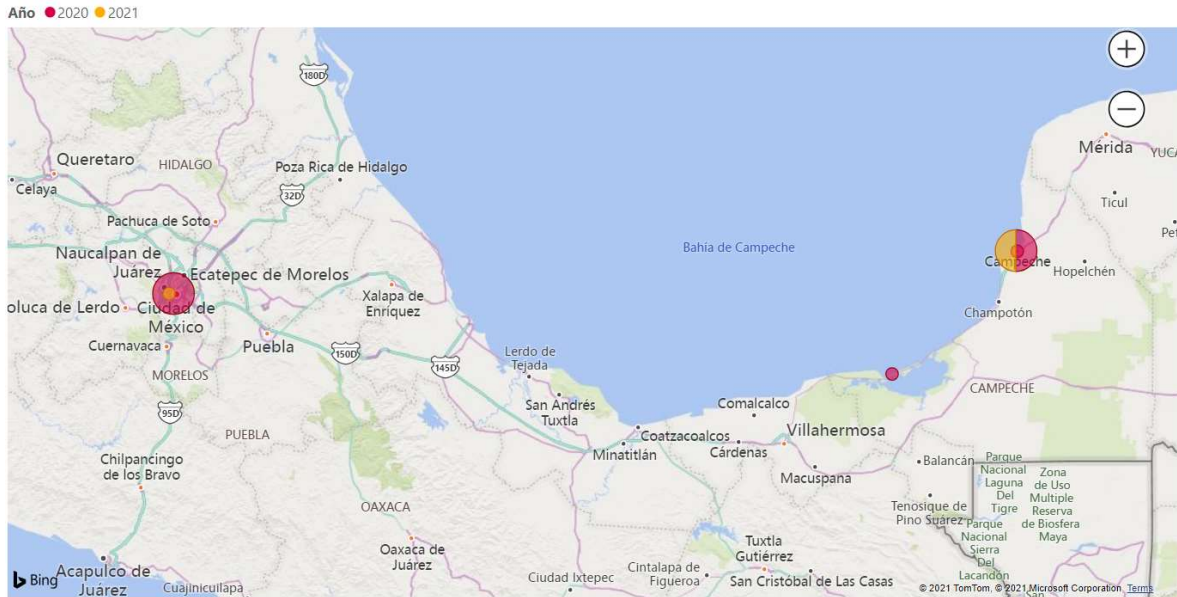 Año 2020 2021
180D
Mérida
YUCA
Queretaro
HIDALGO
Poza Rica de Hidalgo
Celaya
32D
Ticul
Pachuca de Soto
Pet
Naucalpan de
Juárez
Ecatepec de Morelos
Bahía de Campeche
Campeche
Hopelchén
oluca de Lerdo
Ciudad de
México
Xalapa de
Enríquez
Champotón
Cuernavaca
Puebla
150D
145D
Lerdo de
Tejada
MORELOS
CAMPECHE
95D
San Andrés
Tuxtla
Comalcalco
PUEBLA
Coatzacoalcos
Villahermosa
Minatitlán
Cárdenas
Chilpancingo
de los Bravo
Balancán
Macuspana
Parque
Nacional
Laguna
Del
Tigre
Zona
de Uso
Multiple
Reserva
de Biosfera
Maya
OAXACA
Tenosique de
Pino Suárez
Parque
Nacional
Sierra
Del
Lacandón
San
Oaxaca de
Juárez
Tuxtla
Gutiérrez
Bing
Acapulco de
Juárez
Cuajinicuilapa
Ciudad Ixtepec
Cintalapa de
Figueroa
San Cristóbal de Las Casas
© 2021 TomTom, © 2021 Microsoft Corporation Terms